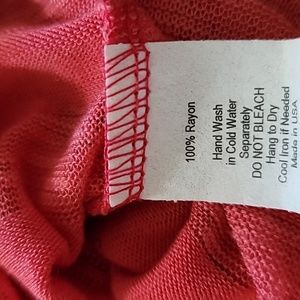 100% Rayon
Hand Wash
in Cold Water
Separately
DO NOT BLEACH
Hang to Dry
Cool Iron if Needed
Made in USA